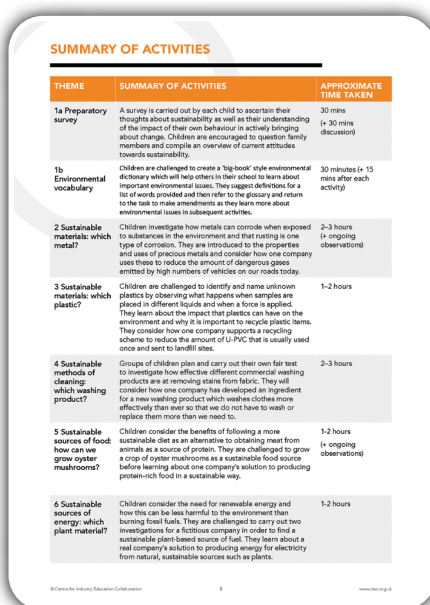 SUMMARY OF ACTIVITIES
THEME
SUMMARY OF ACTIVITIES
APPROXIMATE
TIME TAKEN
1a Preparatory
survey
A survey is carried out by each child to ascertain their
thoughts about sustainability as well as their understanding
of the impact of their own behaviour in actively bringing
about change. Children are encouraged to question family
members and compile an overview of current attitudes
towards sustainability.
30 mins
(+ 30 mins
discussion)
1b
Environmental
vocabulary
Children are challenged to create a 'big-book' style environmental
dictionary which will help others in their school to learn about
important environmental issues. They suggest definitions for a
list of words provided and then refer to the glossary and return
to the task to make amendments as they learn more about
environmental issues in subsequent activities.
30 minutes (+ 15
mins after each
activity)
2 Sustainable
materials: which
metal?
Children investigate how metals can corrode when exposed
to substances in the environment and that rusting is one
type of corrosion. They are introduced to the properties
and uses of precious metals and consider how one company
uses these to reduce the amount of dangerous gases
emitted by high numbers of vehicles on our roads today.
2–3 hours
(+ ongoing
observations)
3 Sustainable
materials: which
plastic?
Children are challenged to identify and name unknown
plastics by observing what happens when samples are
placed in different liquids and when a force is applied.
They learn about the impact that plastics can have on the
environment and why it is important to recycle plastic items.
They consider how one company supports a recycling
scheme to reduce the amount of U-PVC that is usually used
once and sent to landfill sites.
1–2 hours
4 Sustainable
methods of
cleaning:
which washing
product?
Groups of children plan and carry out their own fair test
to investigate how effective different commercial washing
products are at removing stains from fabric. They will
consider how one company has developed an ingredient
for a new washing product which washes clothes more
effectively than ever so that we do not have to wash or
replace them more than we need to.
2–3 hours
5 Sustainable
sources of food:
how can we
grow oyster
mushrooms?
Children consider the benefits of following a more
sustainable diet as an alternative to obtaining meat from
animals as a source of protein. They are challenged to grow
a crop of oyster mushrooms as a sustainable food source
before learning about one company's solution to producing
protein-rich food in a sustainable way.
1-2 hours
(+ ongoing
observations)
6 Sustainable
sources of
energy: which
plant material?
Children consider the need for renewable energy and
how this can be less harmful to the environment than
burning fossil fuels. They are challenged to carry out two
investigations for a fictitious company in order to find a
sustainable plant-based source of fuel. They learn about a
real company's solution to producing energy for electricity
from natural, sustainable sources such as plants.
1-2 hours
© Centre for Industry Education Collaboration
3
www.ciec.org.uk